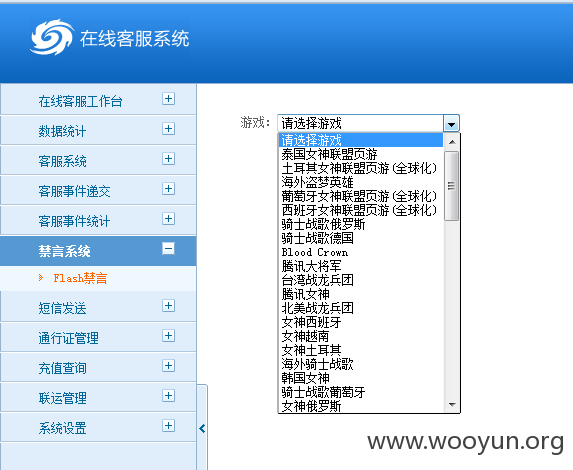 在线客服系统
在线客服工作台
数据统计
客服系统
客服事件递交
客服事件统计
禁言系统
Flash禁言
短信发送
通行证管理
充值查询
联运管理
系统设置
游戏：
请选择游戏
请选择游戏
泰国女神联盟页游
土耳其女神联盟页游(全球化)
海外盗梦英雄
葡萄牙女神联盟页游(全球化)
西班牙女神联盟页游(全球化)
骑士战歌俄罗斯
骑士战歌德国
Blood Crown
腾讯大将军
台湾战龙兵团
腾讯女神
北美战龙兵团
女神西班牙
女神越南
女神土耳其
海外骑士战歌
韩国女神
骑士战歌葡萄牙
女神俄罗斯
www.wooyun.org